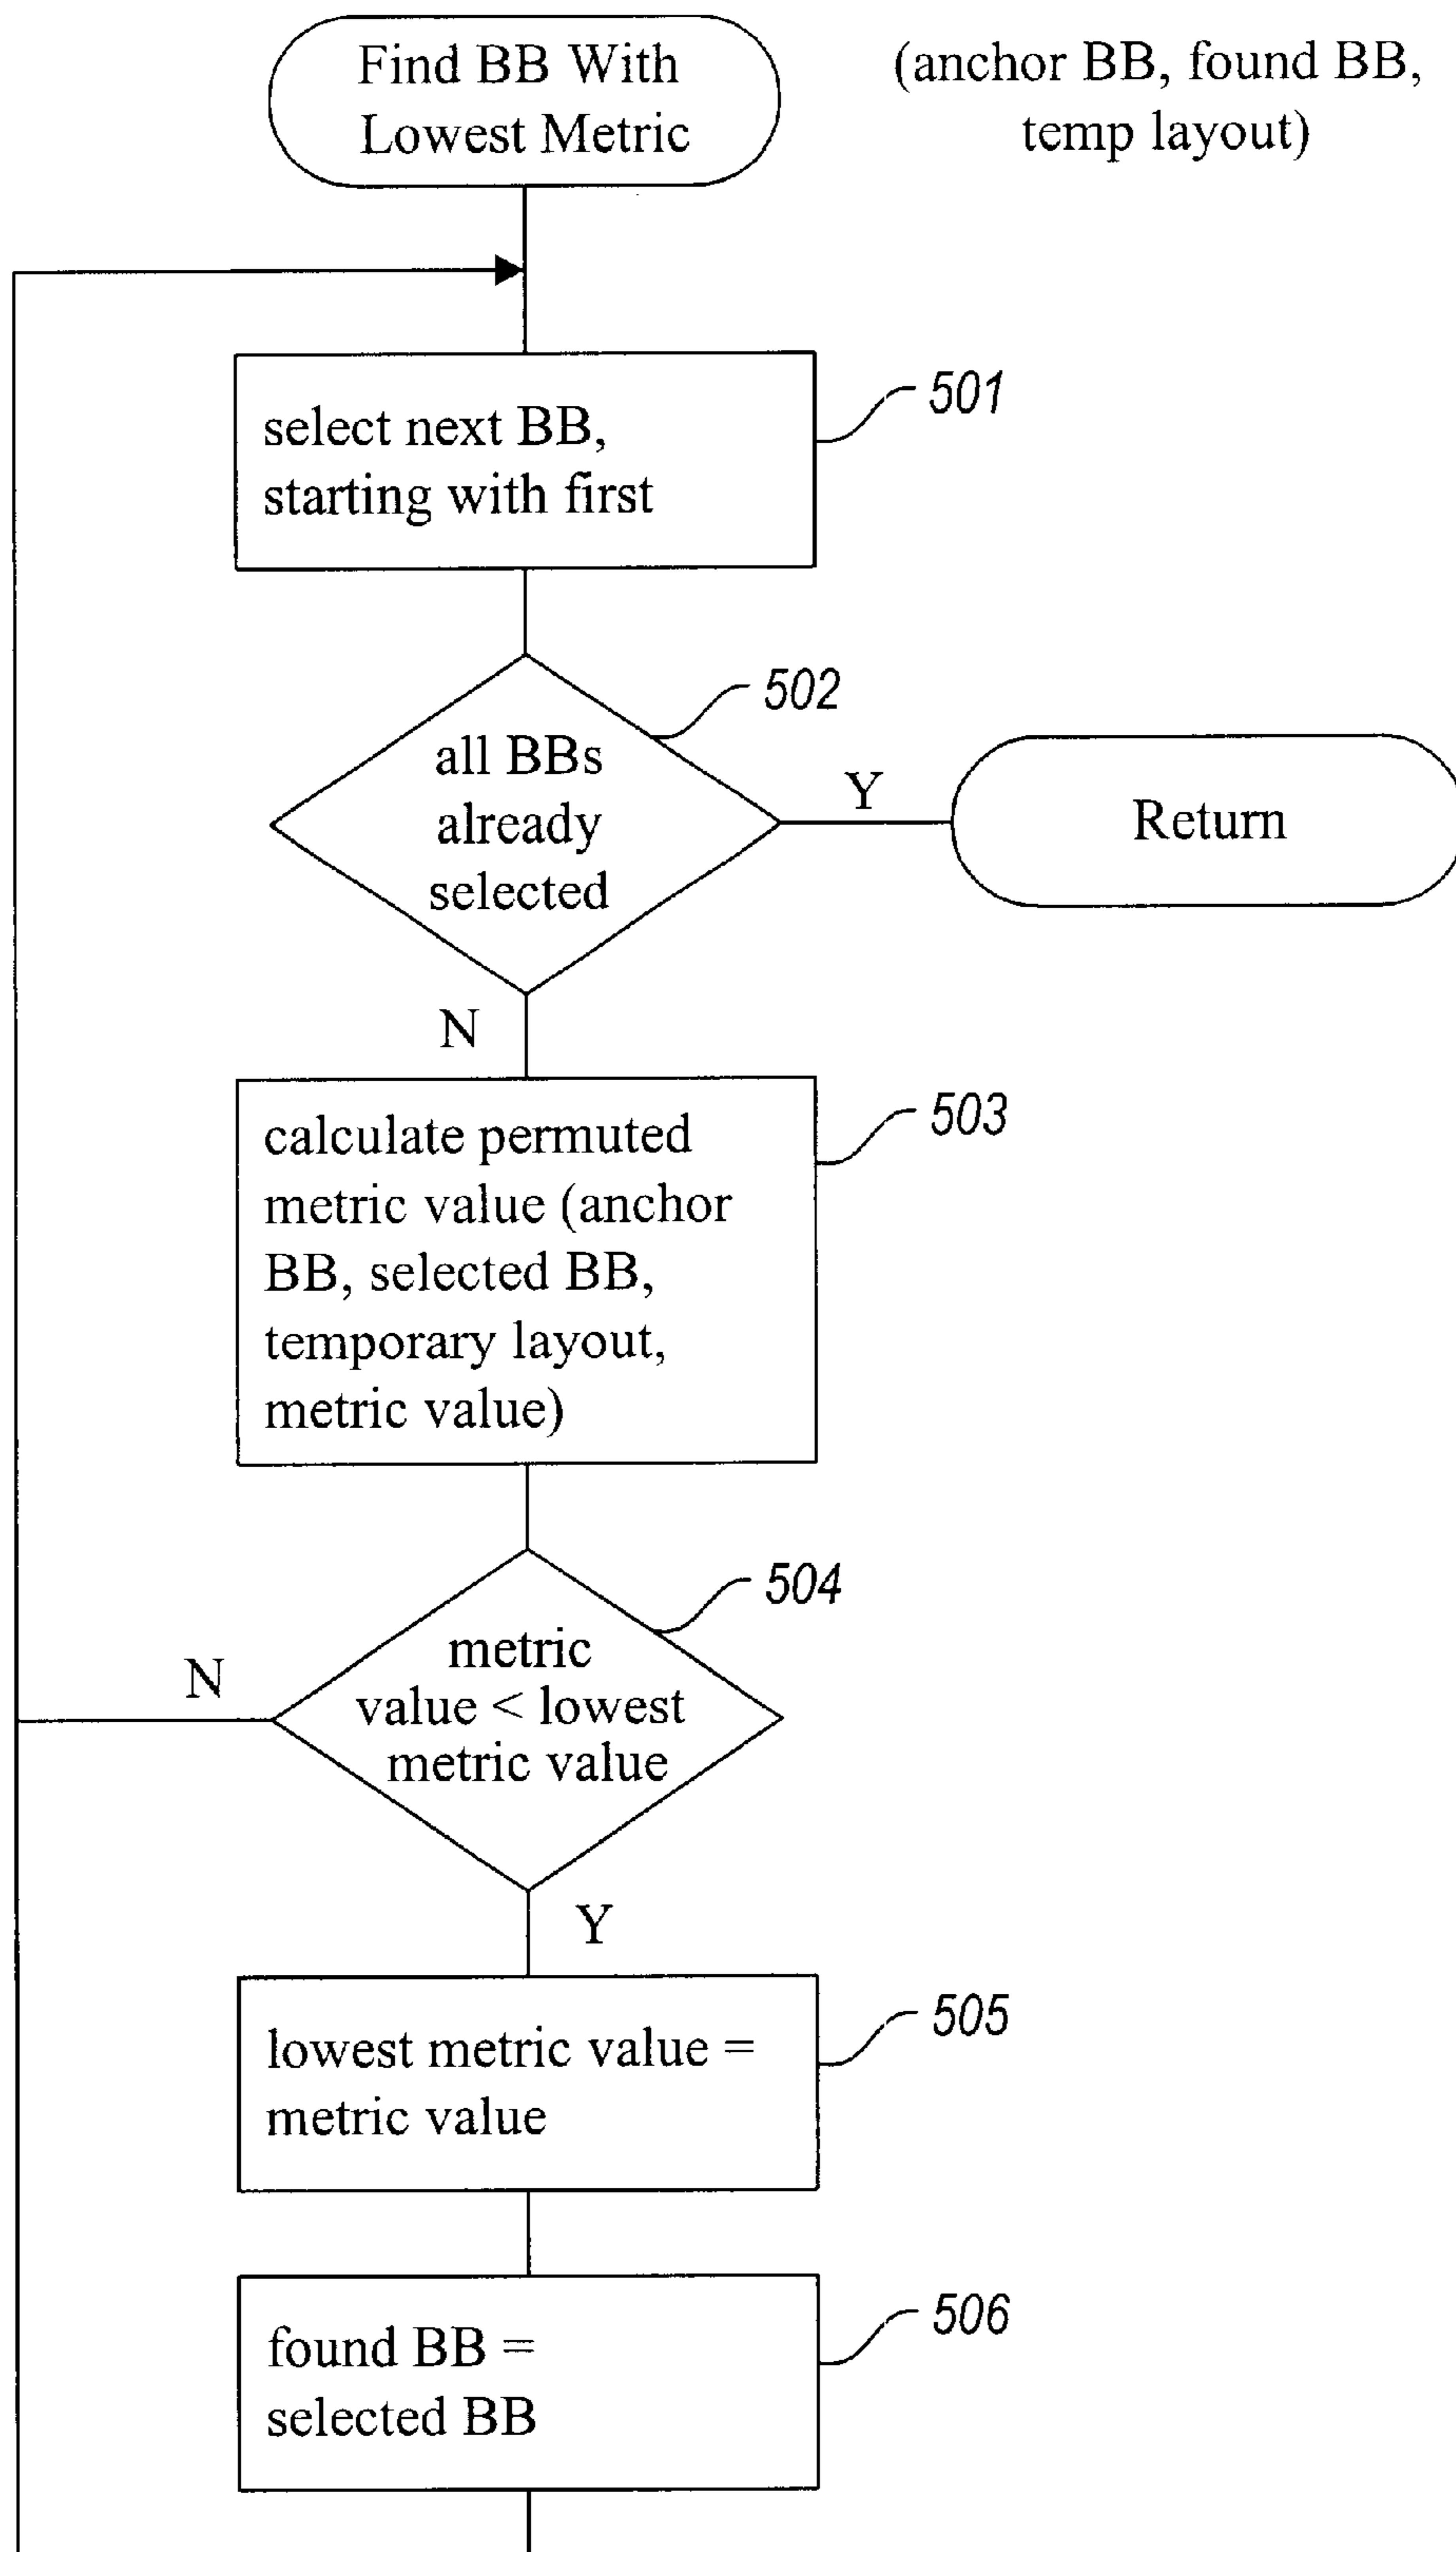 Find BB With
Lowest Metric
(anchor BB, found BB,
temp layout)
select next BB,
starting with first
501
all BBs
already
selected
502
Y
Return
N
calculate permuted
metric value (anchor
BB, selected BB,
temporary layout,
metric value)
503
metric
value < lowest
metric value
504
N
Y
lowest metric value =
metric value
505
found BB =
selected BB
506